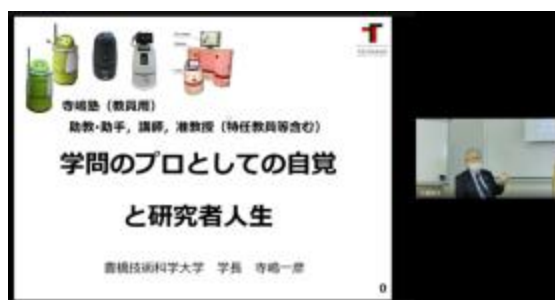 寺嶋塾（教員用）
助教・助手，講師，准教授（特任教員等含む）
学問のプロとしての自覚
と研究者人生
豊橋技術科学大学　学長　寺嶋一彦
0